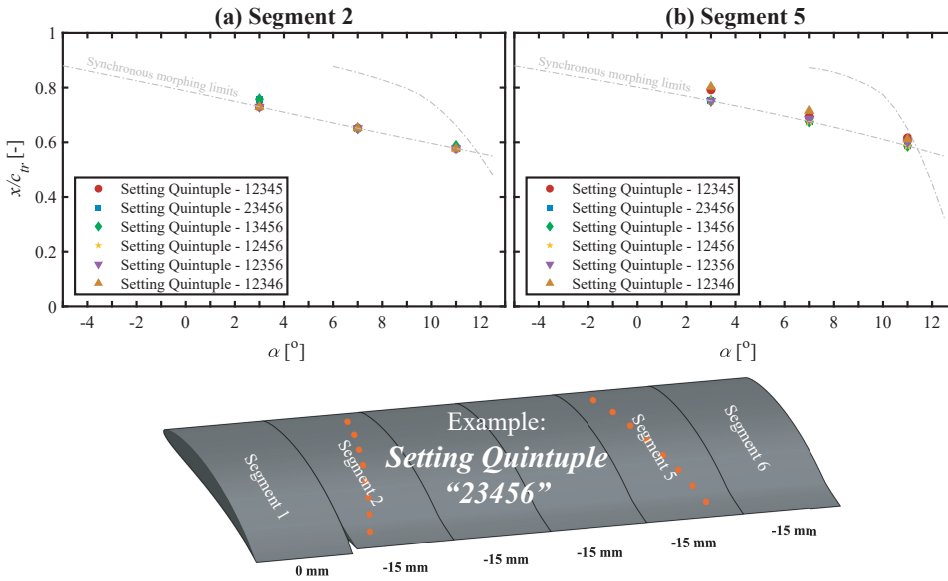 (a) Segment 2
(b) Segment 5
1
0.8
0.6
0.4
0.2
0
x/c_tr [-]
Synchronous morphing limits
Setting Quintuple - 12345
Setting Quintuple - 23456
Setting Quintuple - 13456
Setting Quintuple - 12456
Setting Quintuple - 12356
Setting Quintuple - 12346
-4 -2 0 2 4 6 8 10 12
α [°]
Synchronous morphing limits
Setting Quintuple - 12345
Setting Quintuple - 23456
Setting Quintuple - 13456
Setting Quintuple - 12456
Setting Quintuple - 12356
Setting Quintuple - 12346
-4 -2 0 2 4 6 8 10 12
α [°]
Example:
Setting Quintuple
“23456”
Segment 1
Segment 2
Segment 5
Segment 6
0 mm
-15 mm
-15 mm
-15 mm
-15 mm
-15 mm